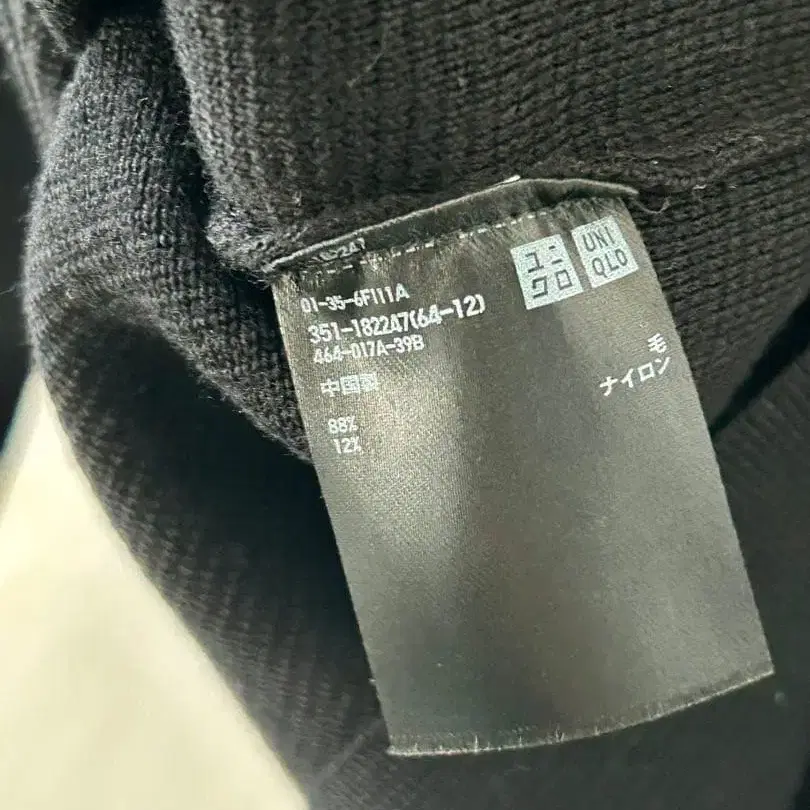 ユニ
クロ
UNI
QLO
01-35-6F111A
351-182247(64-12)
464-017A-39B
中国製
毛
88%
ナイロン
12%